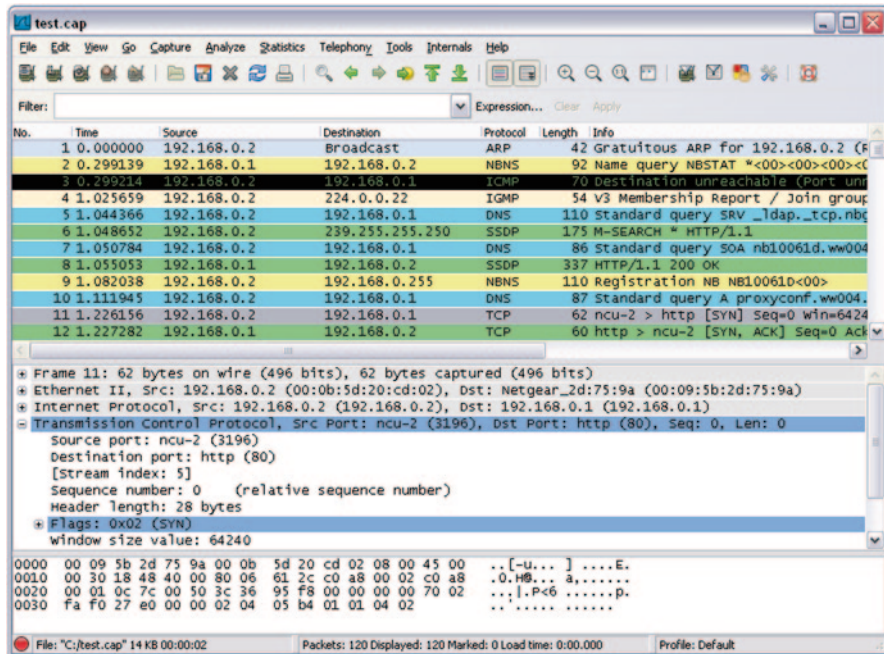 test.cap
File Edit View Go Capture Analyze Statistics Telephony Tools Internals Help
Filter: Expression... Clear Apply
No. Time Source Destination Protocol Length Info
1 0.000000 192.168.0.2 Broadcast ARP 42 Gratuitous ARP for 192.168.0.2 (R
2 0.299139 192.168.0.1 192.168.0.2 NBNS 92 Name query NBSTAT *<00><00><00><0
3 0.299214 192.168.0.2 192.168.0.1 ICMP 70 Destination unreachable (Port unr
4 1.025659 192.168.0.2 224.0.0.22 IGMP 54 V3 Membership Report / Join group
5 1.044366 192.168.0.2 192.168.0.1 DNS 110 Standard query SRV _ldap._tcp.nbg
6 1.048652 192.168.0.2 239.255.255.250 SSDP 175 M-SEARCH * HTTP/1.1
7 1.050784 192.168.0.2 192.168.0.1 DNS 86 Standard query SOA nb10061d.ww004
8 1.055053 192.168.0.1 192.168.0.2 SSDP 337 HTTP/1.1 200 OK
9 1.082038 192.168.0.2 192.168.0.255 NBNS 110 Registration NB NB10061D<00>
10 1.111945 192.168.0.2 192.168.0.1 DNS 87 Standard query A proxyconf.ww004.
11 1.226156 192.168.0.2 192.168.0.1 TCP 62 ncu-2 > http [SYN] Seq=0 Win=6424
12 1.227282 192.168.0.1 192.168.0.2 TCP 60 http > ncu-2 [SYN, ACK] Seq=0 Ack
Frame 11: 62 bytes on wire (496 bits), 62 bytes captured (496 bits)
Ethernet II, Src: 192.168.0.2 (00:0b:5d:20:cd:02), Dst: Netgear_2d:75:9a (00:09:5b:2d:75:9a)
Internet Protocol, Src: 192.168.0.2 (192.168.0.2), Dst: 192.168.0.1 (192.168.0.1)
Transmission Control Protocol, Src Port: ncu-2 (3196), Dst Port: http (80), Seq: 0, Len: 0
Source port: ncu-2 (3196)
Destination port: http (80)
[Stream index: 5]
Sequence number: 0 (relative sequence number)
Header length: 28 bytes
Flags: 0x02 (SYN)
Window size value: 64240
0000 00 09 5b 2d 75 9a 00 0b 5d 20 cd 02 08 00 45 00 ..[-u... ] ....E.
0010 00 30 18 48 40 00 80 06 61 2c c0 a8 00 02 c0 a8 .0.H@... a,......
0020 00 01 0c 7c 00 50 3c 36 95 f8 00 00 00 00 70 02 ...|.P<6 ......p.
0030 fa f0 27 e0 00 00 02 04 05 b4 01 01 04 02 ..'..... ......
File: "C:/test.cap" 14 KB 00:00:02 Packets: 120 Displayed: 120 Marked: 0 Load time: 0:00.000 Profile: Default